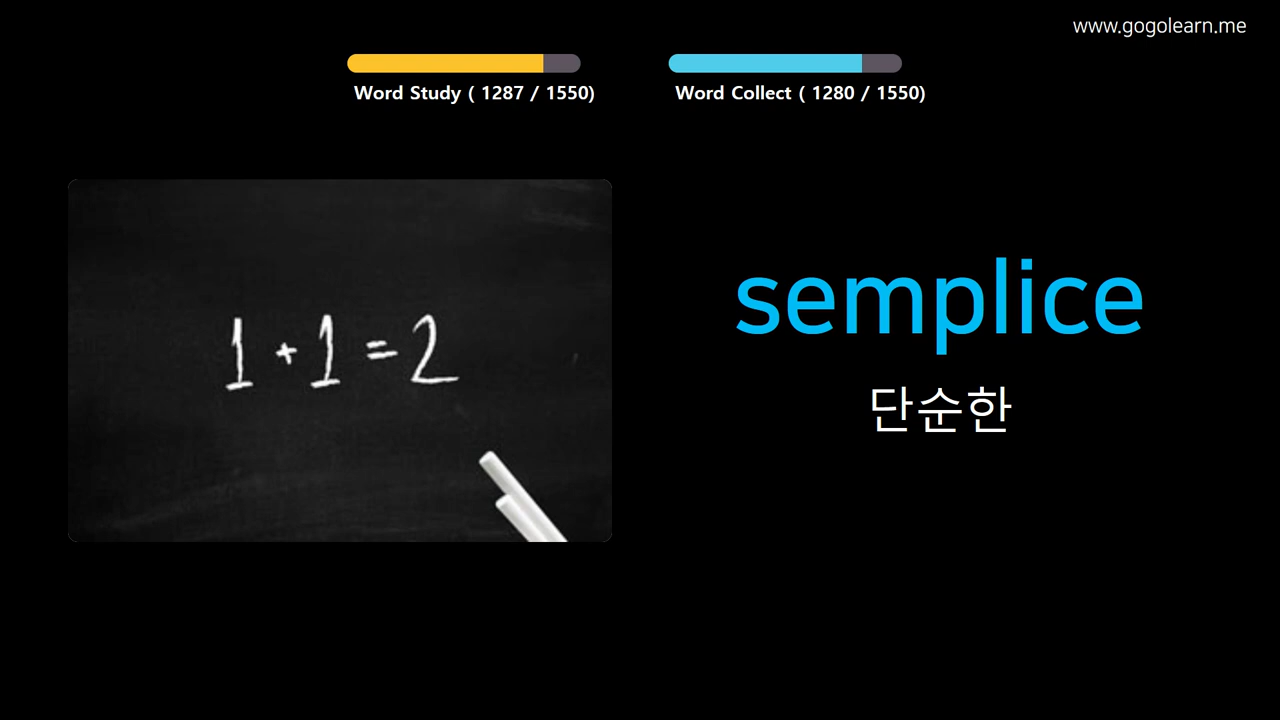 www.gogolearn.me
Word Study ( 1287 / 1550)
Word Collect ( 1280 / 1550)
1 + 1 = 2
semplice
단순한